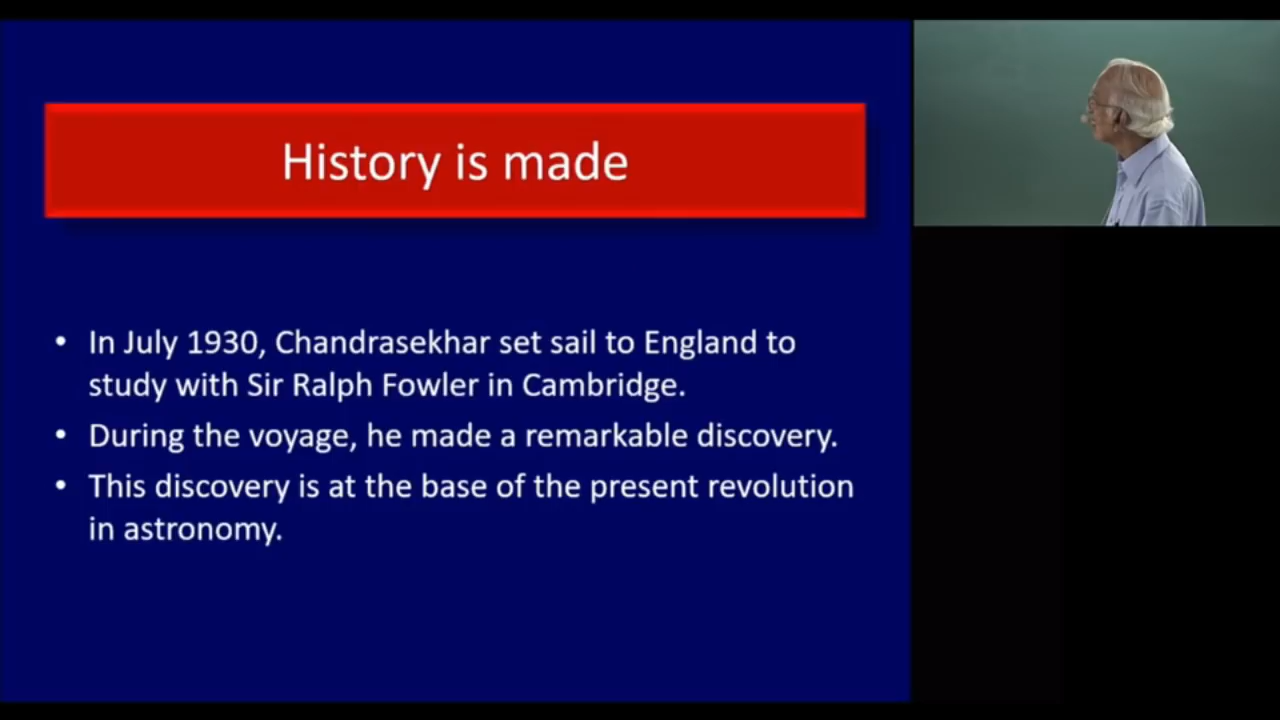 History is made
• In July 1930, Chandrasekhar set sail to England to
study with Sir Ralph Fowler in Cambridge.
• During the voyage, he made a remarkable discovery.
• This discovery is at the base of the present revolution
in astronomy.